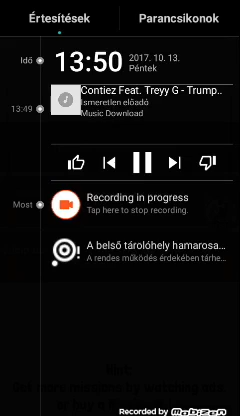 Értesítések Parancsikonok
Idő 13:50 2017. 10. 13.
Péntek
Contiez Feat. Treyy G - Trump..
Ismeretlen előadó
13:49
Music Download
Most
Recording in progress
Tap here to stop recording.
A belső tárolóhely hamarosa...
A rendes működés érdekében tárhe...
Recorded by MOBIZEN